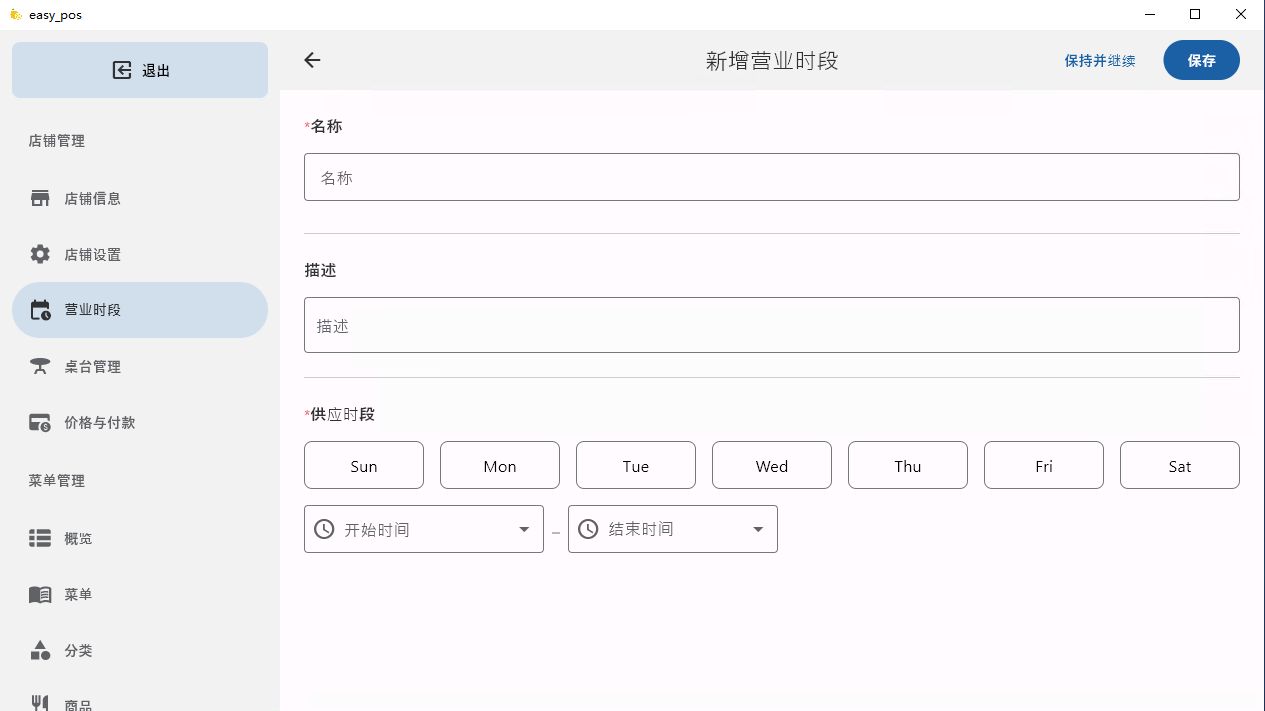 easy_pos
退出
新增营业时段
保持并继续
保存
店铺管理
店铺信息
店铺设置
营业时段
桌台管理
价格与付款
菜单管理
概览
菜单
分类
商品
*名称
名称
描述
描述
*供应时段
Sun Mon Tue Wed Thu Fri Sat
开始时间 – 结束时间